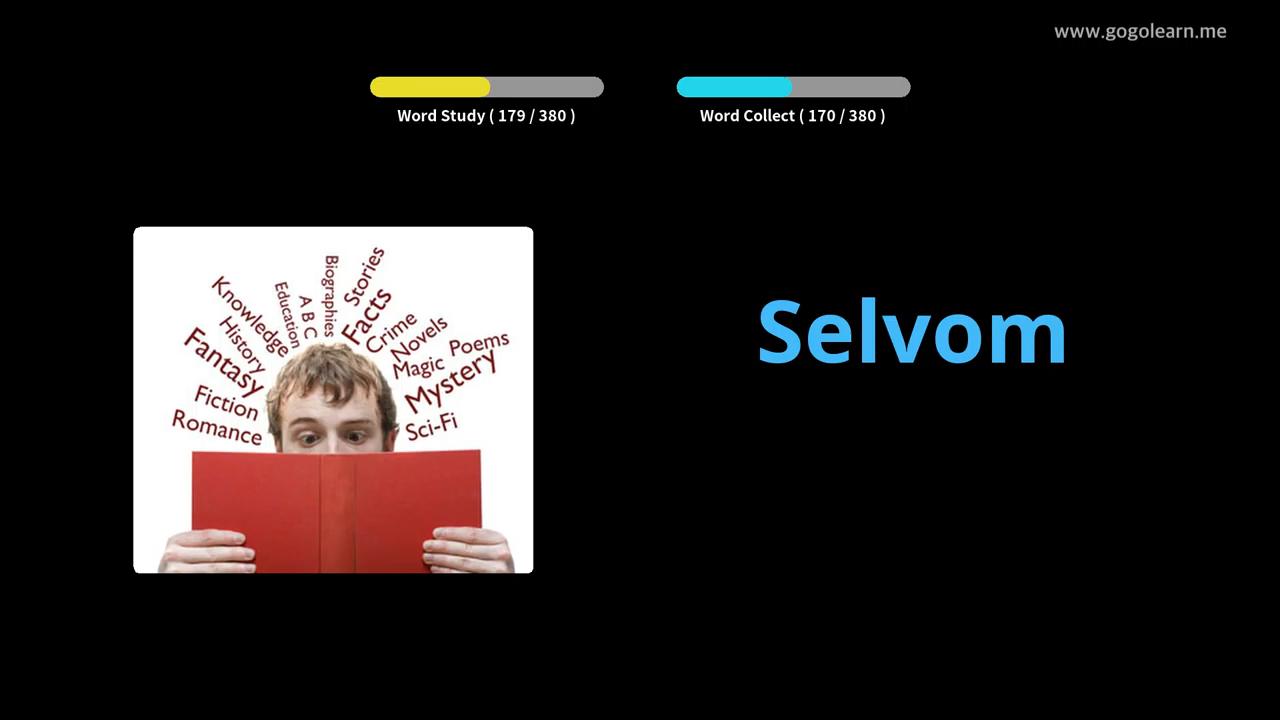 www.gogolearn.me
Word Study ( 179 / 380 )
Word Collect ( 170 / 380 )
Selvom
Biographies
Stories
Education
A B C
Facts
Knowledge
Crime
History
Novels
Fantasy
Magic
Poems
Mystery
Fiction
Romance
Sci-Fi